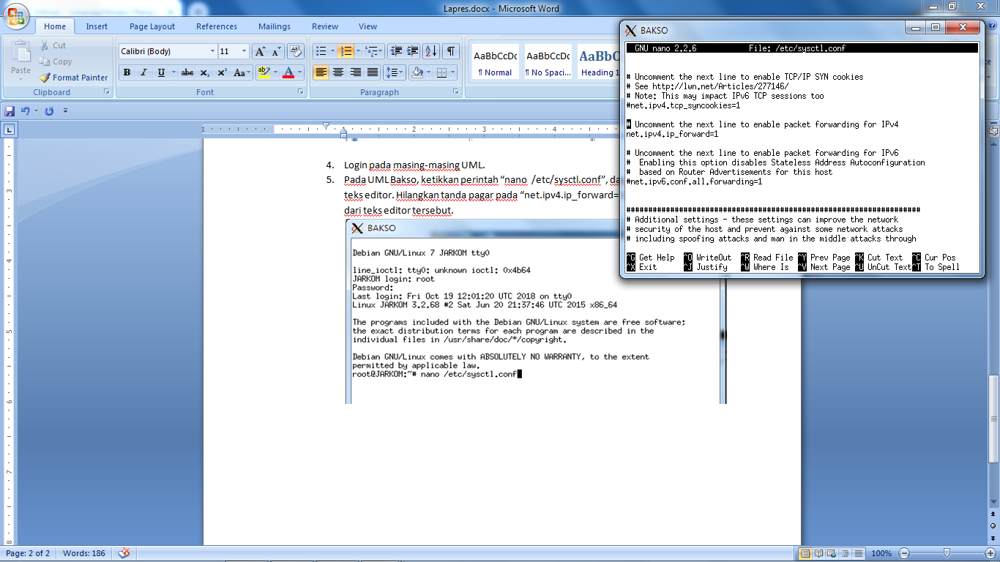 Lapres.docx - Microsoft Word
Home Insert Page Layout References Mailings Review View
Paste
Cut
Copy
Format Painter
Clipboard
Calibri (Body) 11
B I U abc x₂ x² Aa
Font
Paragraph
AaBbCcDc AaBbCcDc AaBbC
¶ Normal ¶ No Spaci... Heading 1
1 1 2 3 4
4. Login pada masing-masing UML.
5. Pada UML Bakso, ketikkan perintah “nano /etc/sysctl.conf”,
teks editor. Hilangkan tanda pagar pada “net.ipv4.ip_forward=
dari teks editor tersebut.
BAKSO
Debian GNU/Linux 7 JARKOM tty0
line_ioctl: tty0: unknown ioctl: 0x4b64
JARKOM login: root
Password:
Last login: Fri Oct 19 12:01:20 UTC 2018 on tty0
Linux JARKOM 3.2.68 #2 Sat Jun 20 21:37:46 UTC 2015 x86_64
The programs included with the Debian GNU/Linux system are free software;
the exact distribution terms for each program are described in the
individual files in /usr/share/doc/*/copyright.
Debian GNU/Linux comes with ABSOLUTELY NO WARRANTY, to the extent
permitted by applicable law.
root@JARKOM:~# nano /etc/sysctl.conf
BAKSO
GNU nano 2.2.6 File: /etc/sysctl.conf
# Uncomment the next line to enable TCP/IP SYN cookies
# See http://lwn.net/Articles/277146/
# Note: This may impact IPv6 TCP sessions too
#net.ipv4.tcp_syncookies=1
# Uncomment the next line to enable packet forwarding for IPv4
net.ipv4.ip_forward=1
# Uncomment the next line to enable packet forwarding for IPv6
#  Enabling this option disables Stateless Address Autoconfiguration
#  based on Router Advertisements for this host
#net.ipv6.conf.all.forwarding=1
###################################################################
# Additional settings - these settings can improve the network
# security of the host and prevent against some network attacks
# including spoofing attacks and man in the middle attacks through
^G Get Help ^O WriteOut ^R Read File ^Y Prev Page ^K Cut Text ^C Cur Pos
^X Exit ^J Justify ^W Where Is ^V Next Page ^U UnCut Text ^T To Spell
Page: 2 of 2 Words: 186 100%